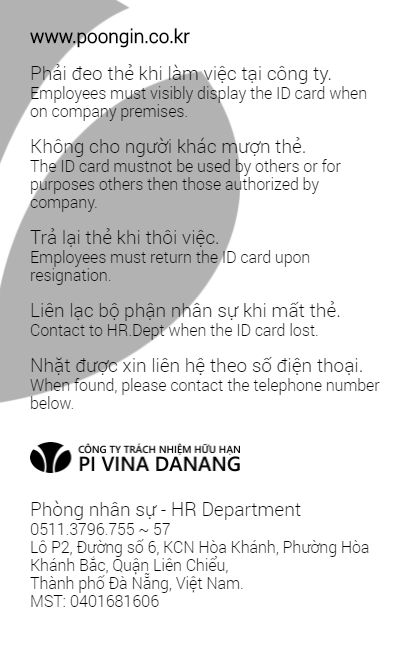 www.poongin.co.kr
Phải đeo thẻ khi làm việc tại công ty.
Employees must visibly display the ID card when
on company premises.
Không cho người khác mượn thẻ.
The ID card mustnot be used by others or for
purposes others then those authorized by
company.
Trả lại thẻ khi thôi việc.
Employees must return the ID card upon
resignation.
Liên lạc bộ phận nhân sự khi mất thẻ.
Contact to HR.Dept when the ID card lost.
Nhặt được xin liên hệ theo số điện thoại.
When found, please contact the telephone number
below.
CÔNG TY TRÁCH NHIỆM HỮU HẠN
PI VINA DANANG
Phòng nhân sự - HR Department
0511.3796.755 ~ 57
Lô P2, Đường số 6, KCN Hòa Khánh, Phường Hòa
Khánh Bắc, Quận Liên Chiểu,
Thành phố Đà Nẵng, Việt Nam.
MST: 0401681606